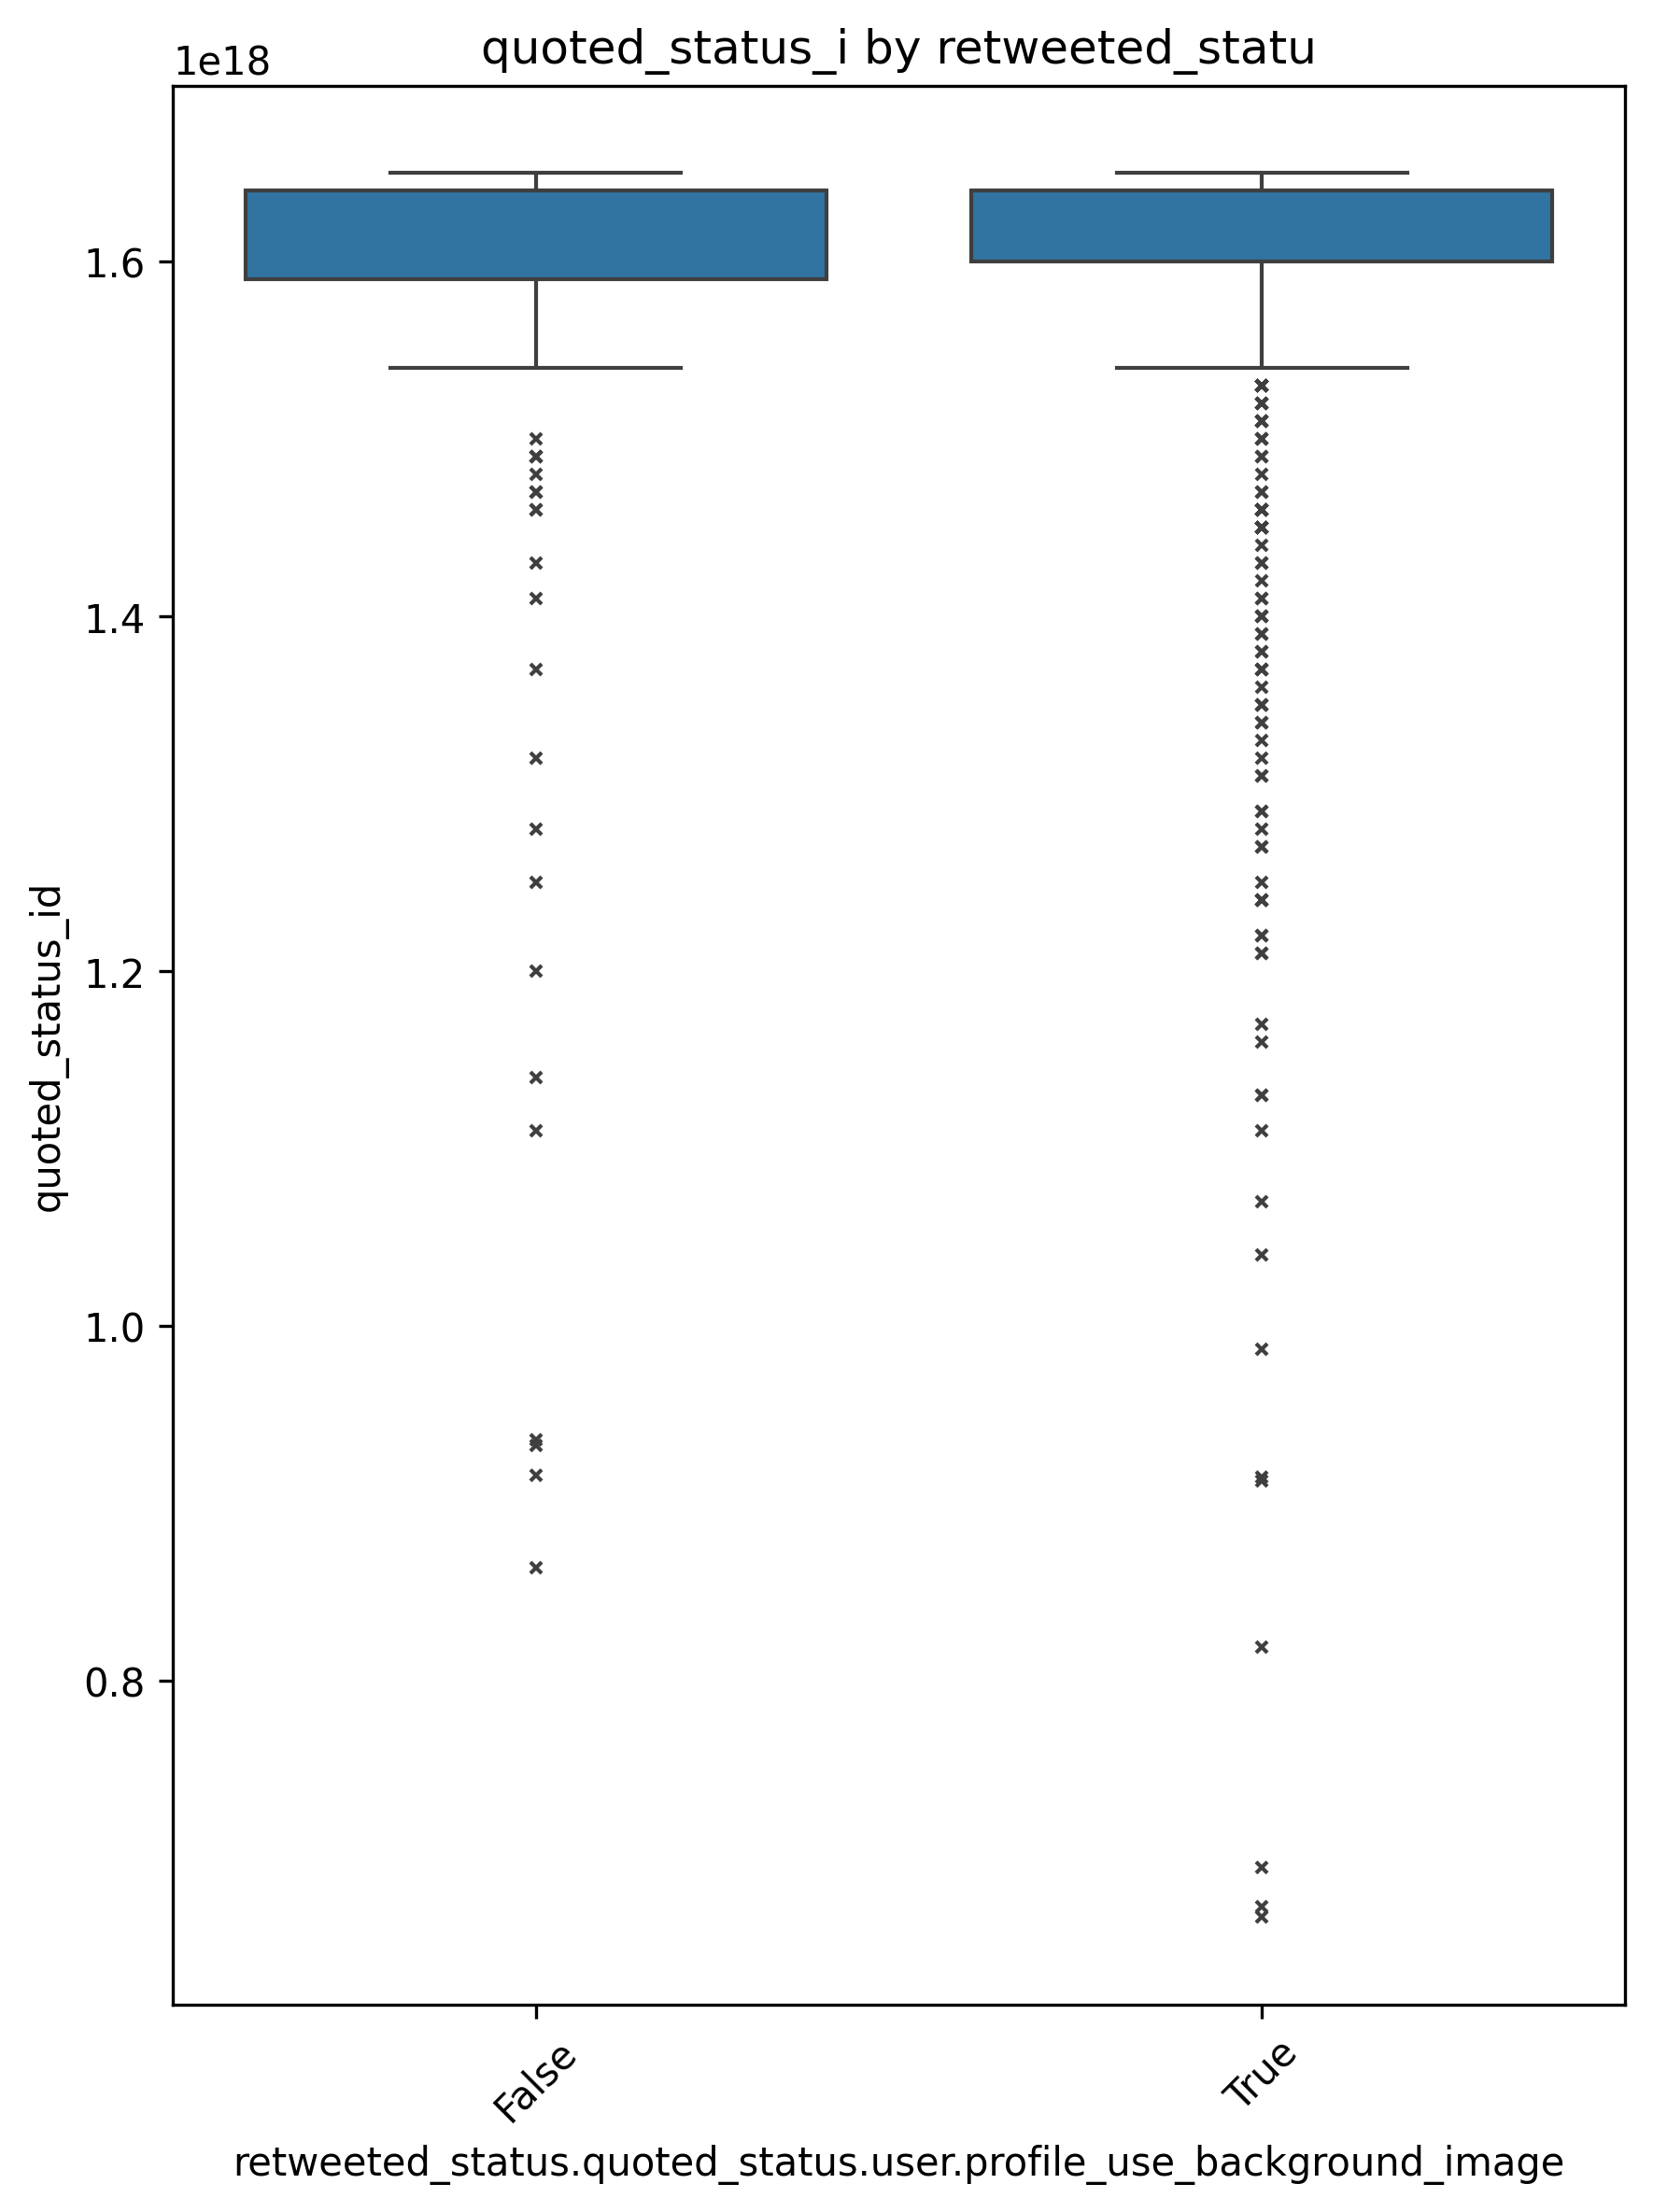 quoted_status_i by retweeted_statu
1e18
1.6
1.4
1.2
1.0
0.8
quoted_status_id
False
True
retweeted_status.quoted_status.user.profile_use_background_image